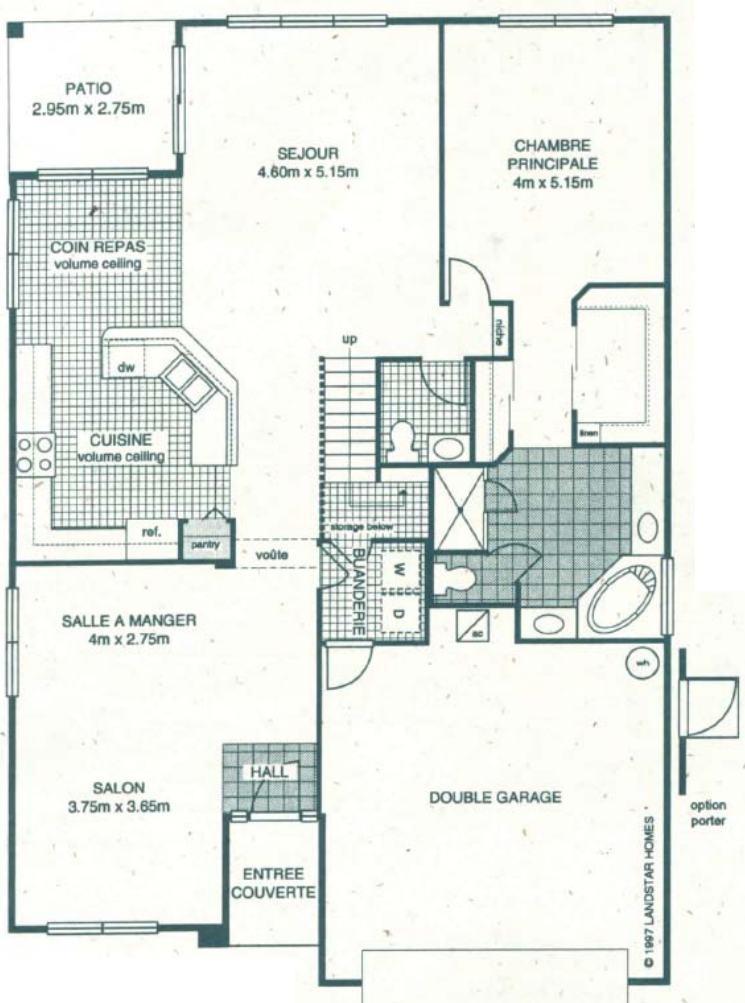 PATIO
2.95m x 2.75m
SEJOUR
4.60m x 5.15m
CHAMBRE
PRINCIPALE
4m x 5.15m
COIN REPAS
volume ceiling
niche
up
dw
CUISINE
volume ceiling
linen
ref.
pantry
storage below
voûte
BUANDERIE
W
D
SALLE A MANGER
4m x 2.75m
ac
wh
SALON
3.75m x 3.65m
HALL
DOUBLE GARAGE
option
porter
ENTREE
COUVERTE
© 1997 LANDSTAR HOMES